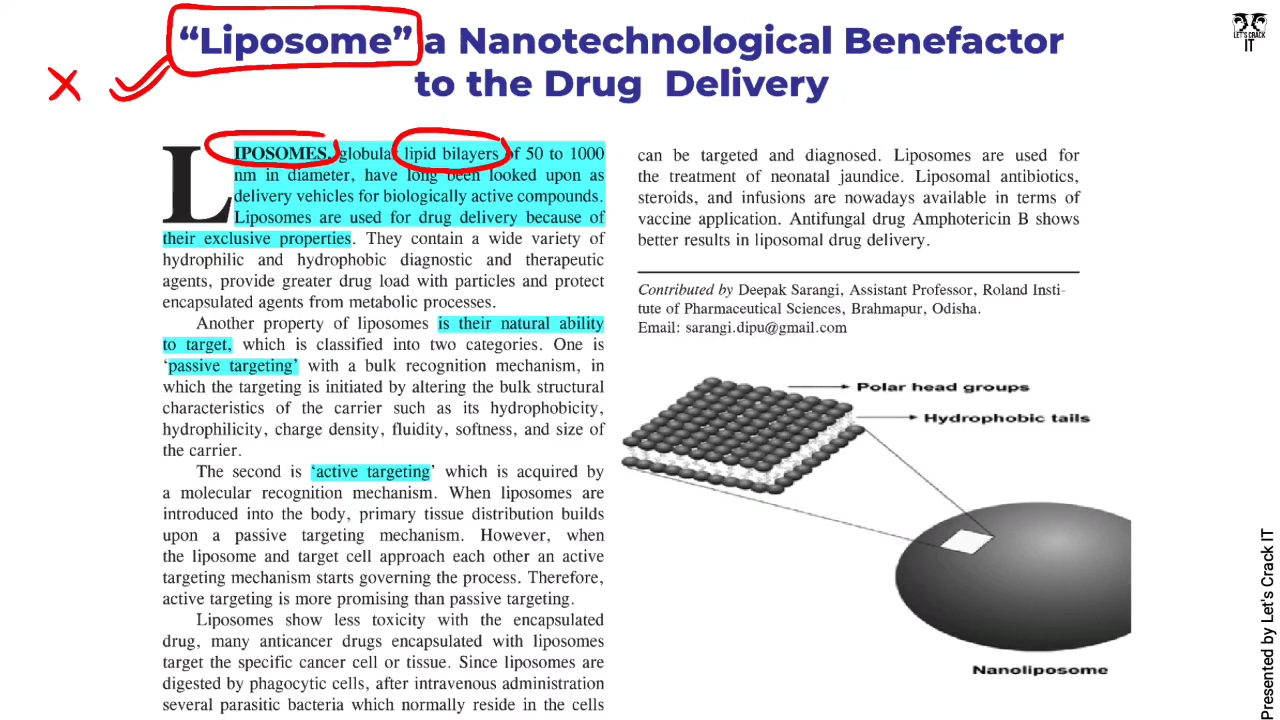 “Liposome” a Nanotechnological Benefactor
to the Drug Delivery
LET'S CRACK
IT
LIPOSOMES, globular lipid bilayers of 50 to 1000
nm in diameter, have long been looked upon as
delivery vehicles for biologically active compounds.
Liposomes are used for drug delivery because of
their exclusive properties. They contain a wide variety of
hydrophilic and hydrophobic diagnostic and therapeutic
agents, provide greater drug load with particles and protect
encapsulated agents from metabolic processes.
Another property of liposomes is their natural ability
to target, which is classified into two categories. One is
‘passive targeting’ with a bulk recognition mechanism, in
which the targeting is initiated by altering the bulk structural
characteristics of the carrier such as its hydrophobicity,
hydrophilicity, charge density, fluidity, softness, and size of
the carrier.
The second is ‘active targeting’ which is acquired by
a molecular recognition mechanism. When liposomes are
introduced into the body, primary tissue distribution builds
upon a passive targeting mechanism. However, when
the liposome and target cell approach each other an active
targeting mechanism starts governing the process. Therefore,
active targeting is more promising than passive targeting.
Liposomes show less toxicity with the encapsulated
drug, many anticancer drugs encapsulated with liposomes
target the specific cancer cell or tissue. Since liposomes are
digested by phagocytic cells, after intravenous administration
several parasitic bacteria which normally reside in the cells
can be targeted and diagnosed. Liposomes are used for
the treatment of neonatal jaundice. Liposomal antibiotics,
steroids, and infusions are nowadays available in terms of
vaccine application. Antifungal drug Amphotericin B shows
better results in liposomal drug delivery.
Contributed by Deepak Sarangi, Assistant Professor, Roland Insti-
tute of Pharmaceutical Sciences, Brahmapur, Odisha.
Email: sarangi.dipu@gmail.com
Polar head groups
Hydrophobic tails
Nanoliposome
Presented by Let's Crack IT